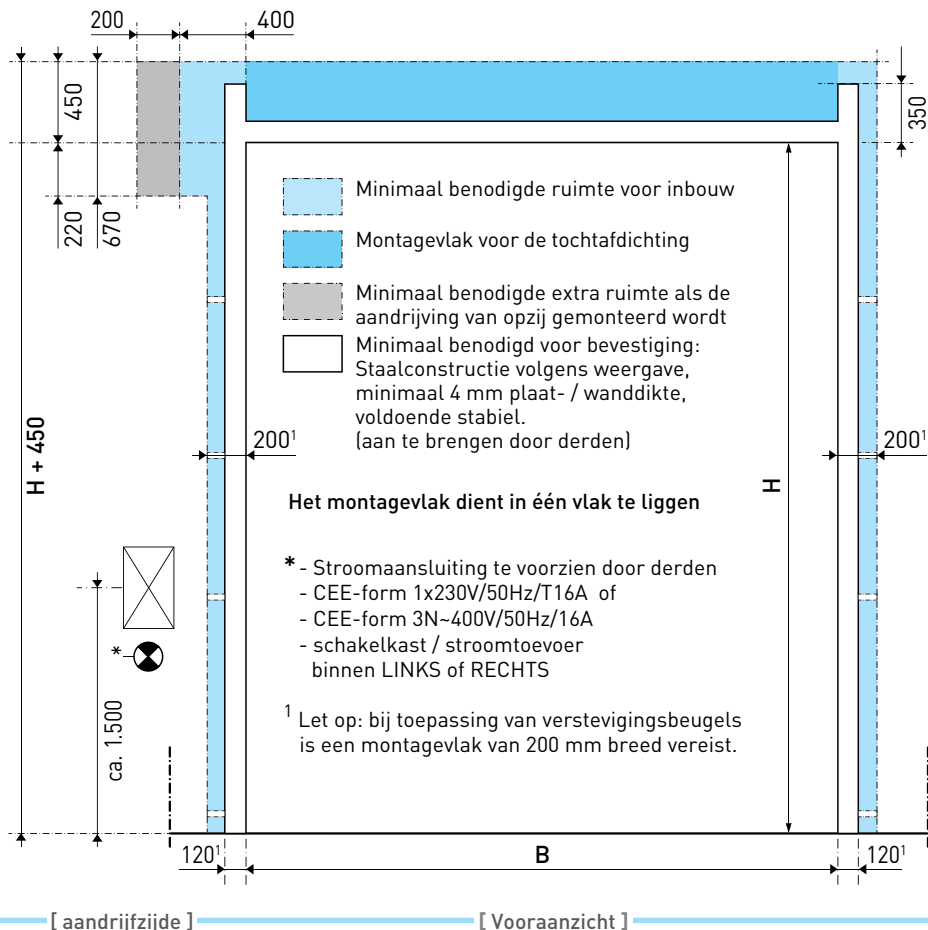 200
400
450
350
220
670
Minimaal benodigde ruimte voor inbouw
Montagevlak voor de tochtafdichting
Minimaal benodigde extra ruimte als de
aandrijving van opzij gemonteerd wordt
Minimaal benodigd voor bevestiging:
Staalconstructie volgens weergave,
minimaal 4 mm plaat- / wanddikte,
voldoende stabiel.
(aan te brengen door derden)
H + 450
200¹
200¹
H
Het montagevlak dient in één vlak te liggen
* - Stroomaansluiting te voorzien door derden
- CEE-form 1x230V/50Hz/T16A of
- CEE-form 3N~400V/50Hz/16A
- schakelkast / stroomtoevoer
binnen LINKS of RECHTS
*
ca. 1.500
¹ Let op: bij toepassing van verstevigingsbeugels
is een montagevlak van 200 mm breed vereist.
120¹
B
120¹
[ aandrijfzijde ]
[ Vooraanzicht ]